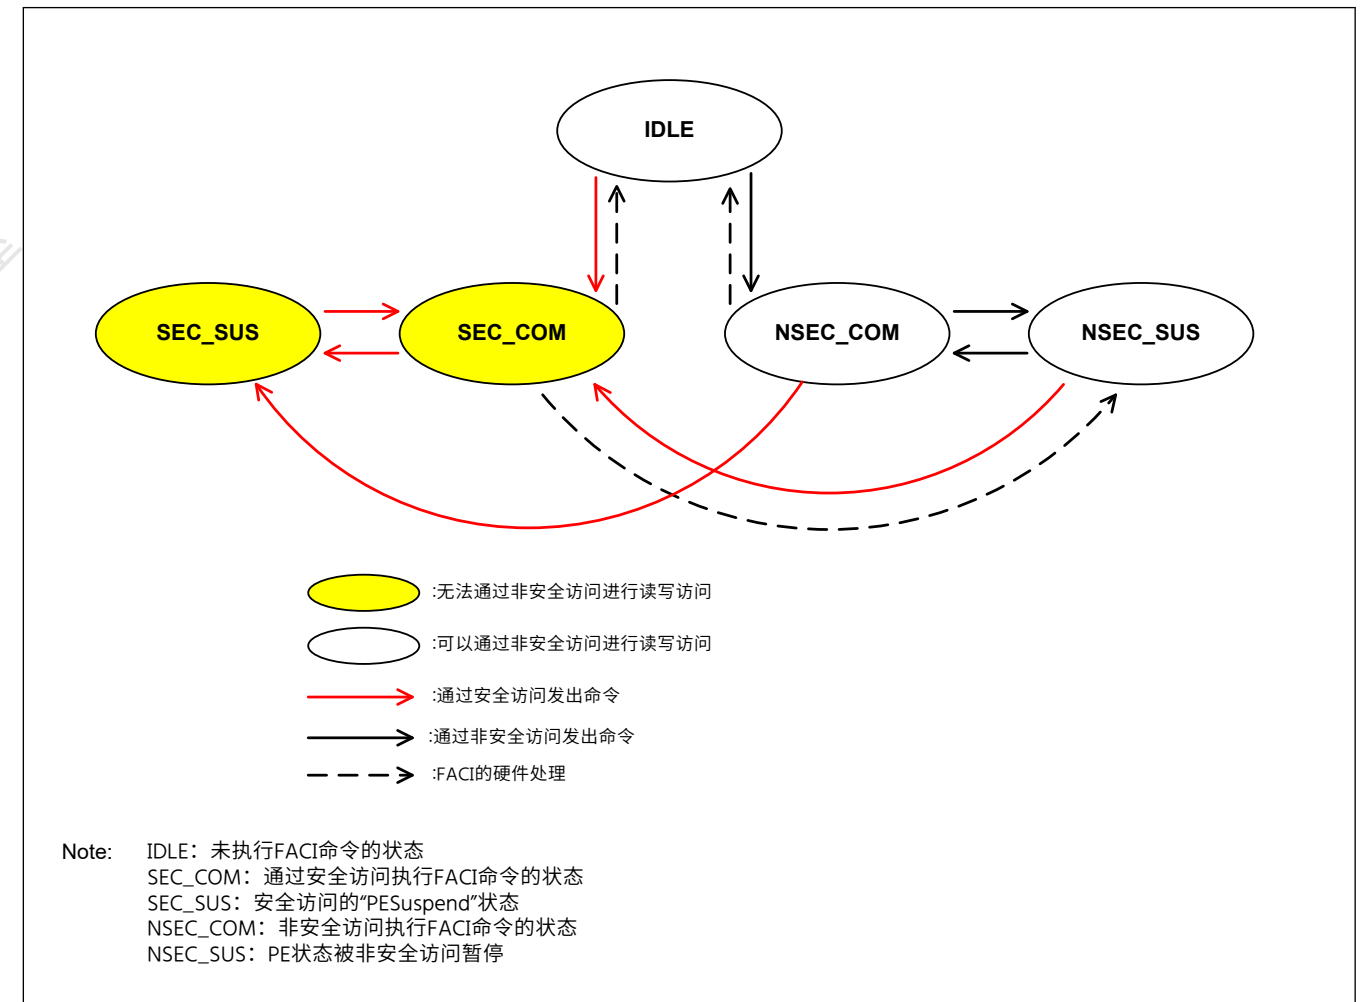 IDLE
SEC_SUS
SEC_COM
NSEC_COM
NSEC_SUS
:无法通过非安全访问进行读写访问
:可以通过非安全访问进行读写访问
:通过安全访问发出命令
:通过非安全访问发出命令
:FACI的硬件处理
Note: IDLE：未执行FACI命令的状态
SEC_COM：通过安全访问执行FACI命令的状态
SEC_SUS：安全访问的“PESuspend”状态
NSEC_COM：非安全访问执行FACI命令的状态
NSEC_SUS：PE状态被非安全访问暂停